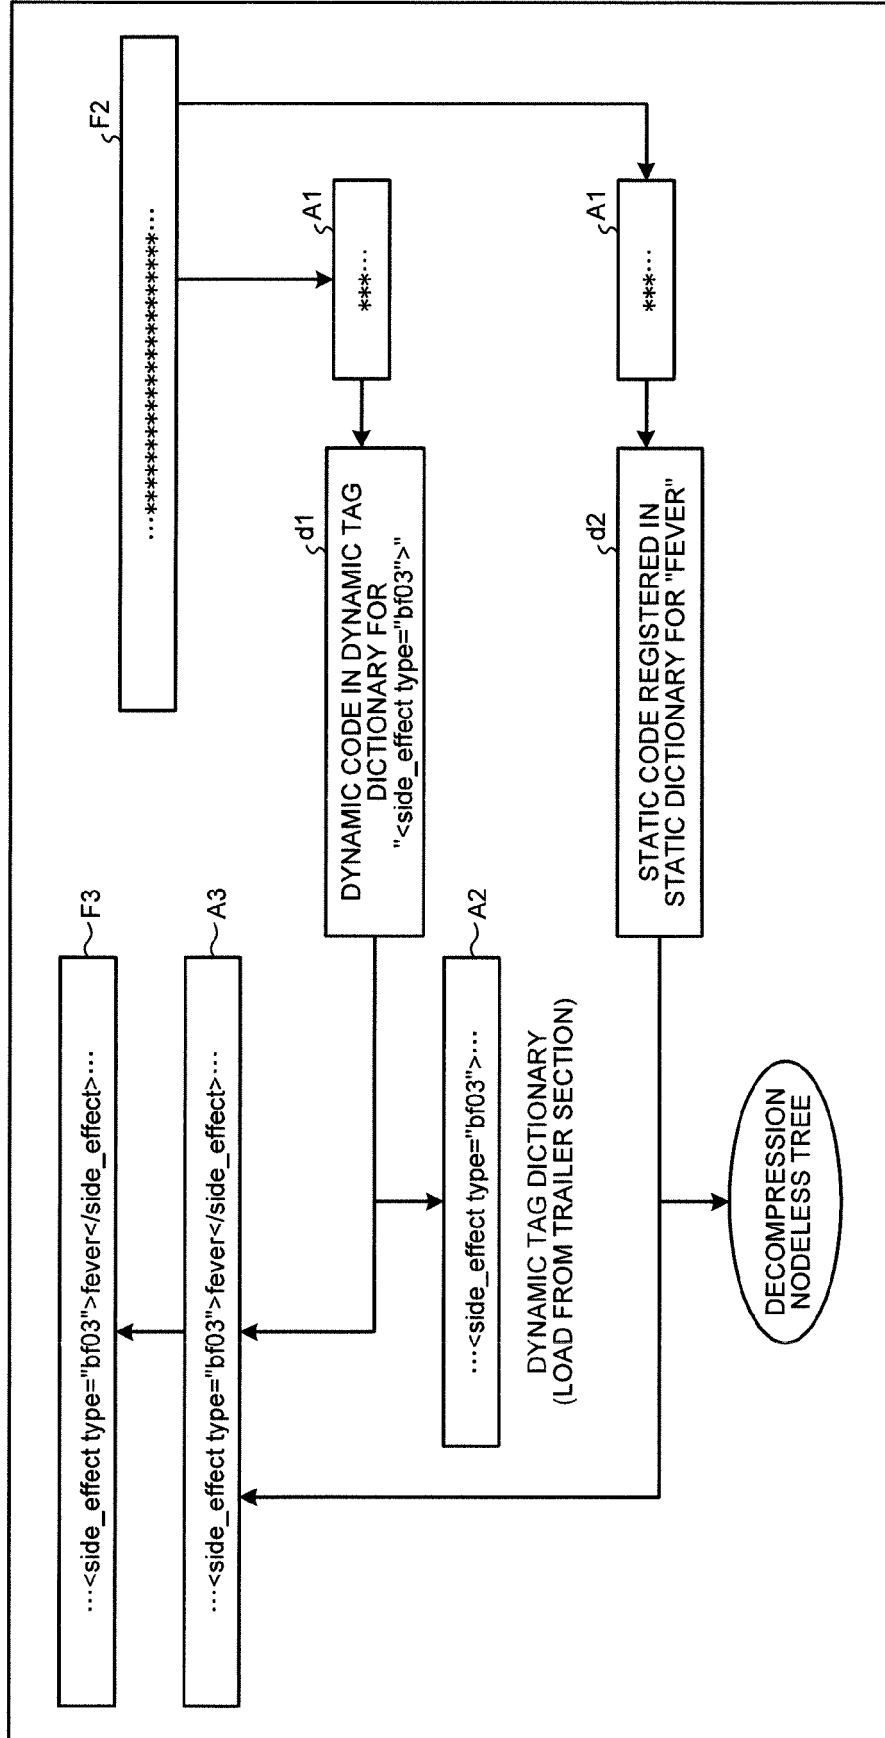 F2
...*******************...
A1
***...
A1
***...
d1
DYNAMIC CODE IN DYNAMIC TAG
DICTIONARY FOR
"<side_effect type="bf03">"
d2
STATIC CODE REGISTERED IN
STATIC DICTIONARY FOR "FEVER"
F3
...<side_effect type="bf03">fever</side_effect>...
A3
...<side_effect type="bf03">fever</side_effect>...
A2
...<side_effect type="bf03">...
DYNAMIC TAG DICTIONARY
(LOAD FROM TRAILER SECTION)
DECOMPRESSION
NODELESS TREE